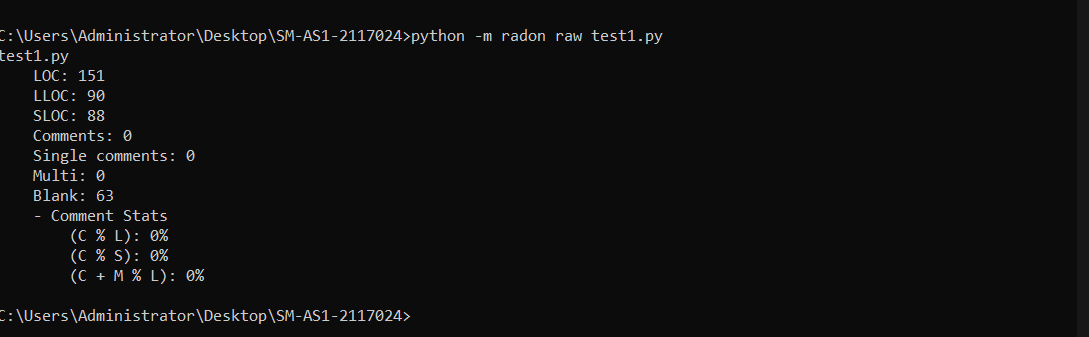 C:\Users\Administrator\Desktop\SM-AS1-2117024>python -m radon raw test1.py
test1.py
    LOC: 151
    LLOC: 90
    SLOC: 88
    Comments: 0
    Single comments: 0
    Multi: 0
    Blank: 63
    - Comment Stats
        (C % L): 0%
        (C % S): 0%
        (C + M % L): 0%
C:\Users\Administrator\Desktop\SM-AS1-2117024>